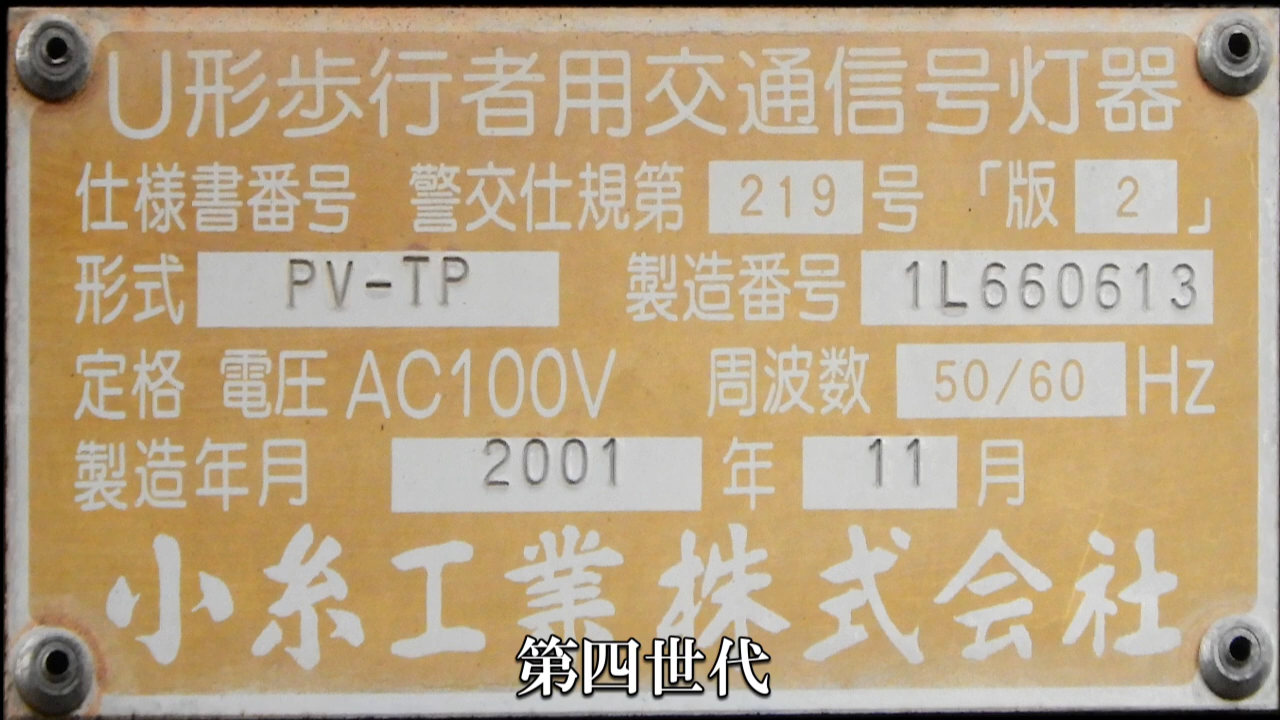 U形歩行者用交通信号灯器
仕様書番号 警交仕規第 219 号 「版 2 」
形式 PV-TP 製造番号 1L660613
定格 電圧 AC100V 周波数 50/60 Hz
製造年月 2001 年 11 月
小糸工業株式会社
第四世代